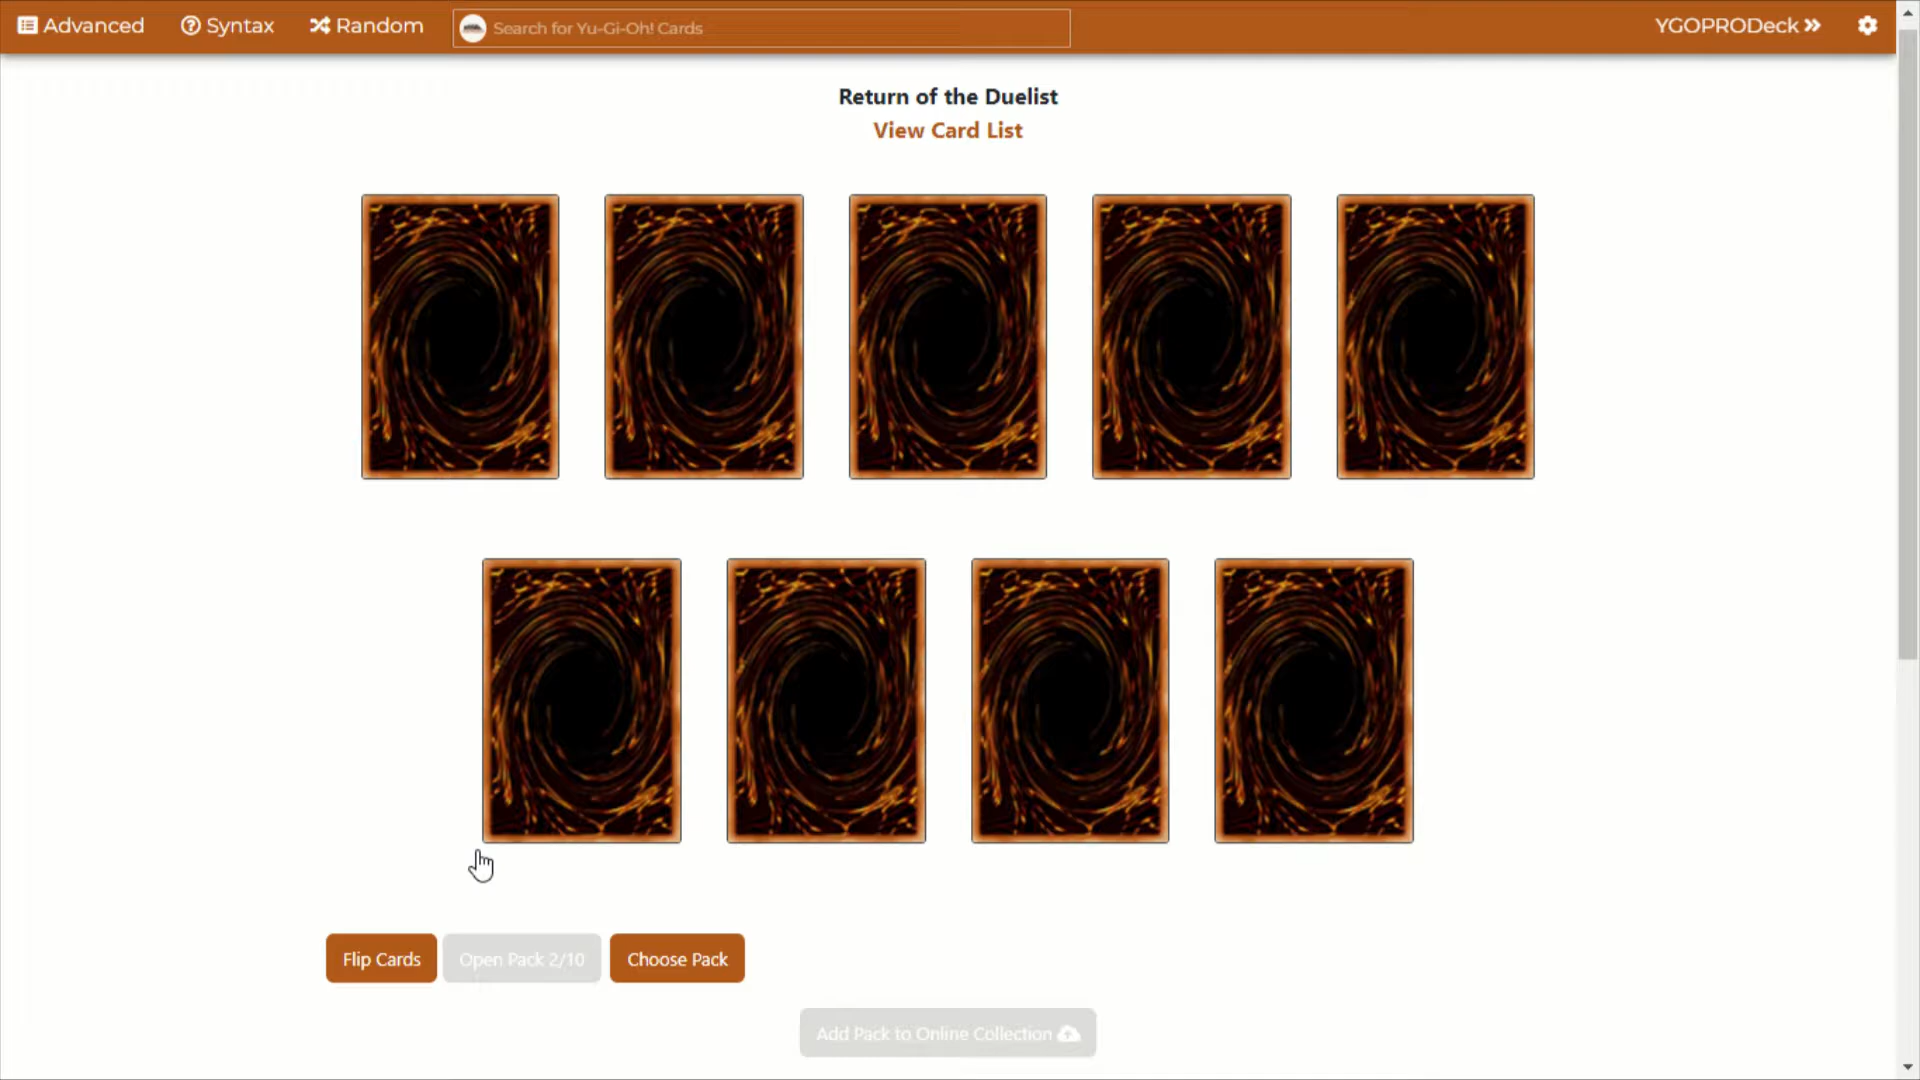 Advanced
Syntax
Random
Search for Yu-Gi-Oh! Cards
YGOPRODeck
Return of the Duelist
View Card List
Flip Cards
Open Pack 2/10
Choose Pack
Add Pack to Online Collection